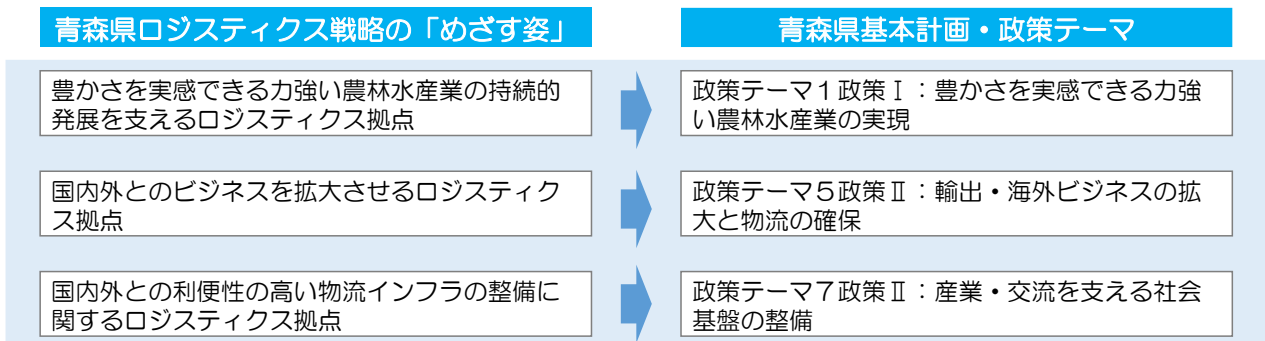 青森県ロジスティクス戦略の「めざす姿」
青森県基本計画・政策テーマ
豊かさを実感できる力強い農林水産業の持続的
発展を支えるロジスティクス拠点
政策テーマ１政策Ⅰ：豊かさを実感できる力強
い農林水産業の実現
国内外とのビジネスを拡大させるロジスティク
ス拠点
政策テーマ５政策Ⅱ：輸出・海外ビジネスの拡
大と物流の確保
国内外との利便性の高い物流インフラの整備に
関するロジスティクス拠点
政策テーマ７政策Ⅱ：産業・交流を支える社会
基盤の整備